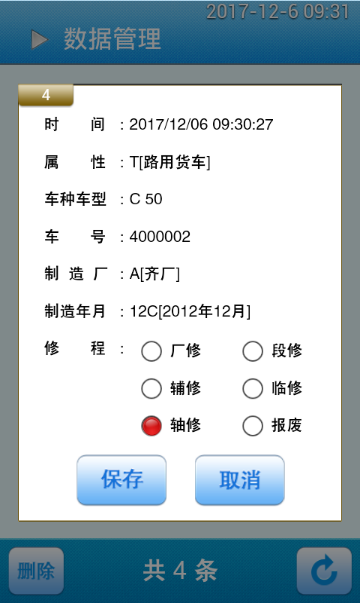 2017-12-6 09:31
数据管理
4
时 间 : 2017/12/06 09:30:27
属 性 : T[路用货车]
车种车型 : C 50
车 号 : 4000002
制 造 厂 : A[齐厂]
制造年月 : 12C[2012年12月]
修 程 : 厂修 段修
辅修 临修
轴修 报废
保存 取消
删除 共 4 条